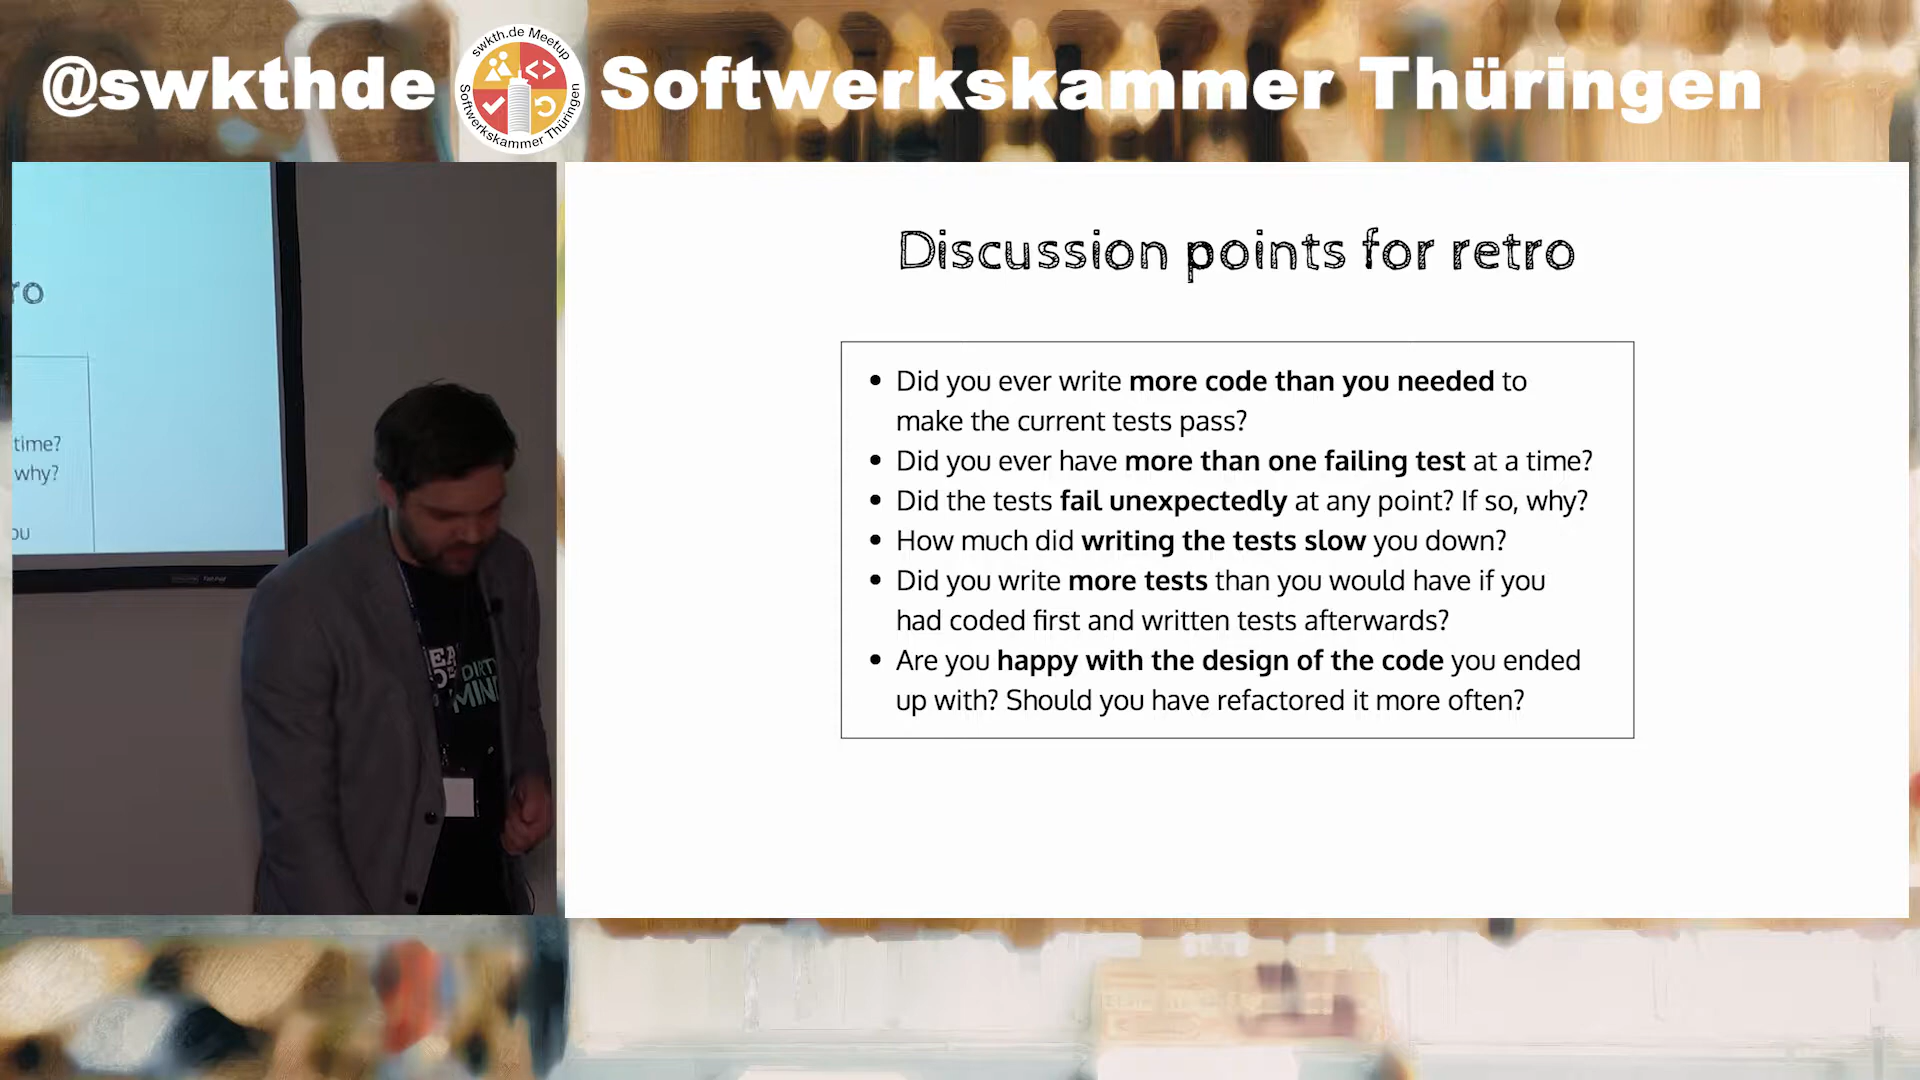 @swkthde
swkth.de Meetup
Softwerkskammer Thüringen
Softwerkskammer Thüringen
ro
time?
why?
ou
DIRTY
MIND
Discussion points for retro
• Did you ever write more code than you needed to
make the current tests pass?
• Did you ever have more than one failing test at a time?
• Did the tests fail unexpectedly at any point? If so, why?
• How much did writing the tests slow you down?
• Did you write more tests than you would have if you
had coded first and written tests afterwards?
• Are you happy with the design of the code you ended
up with? Should you have refactored it more often?